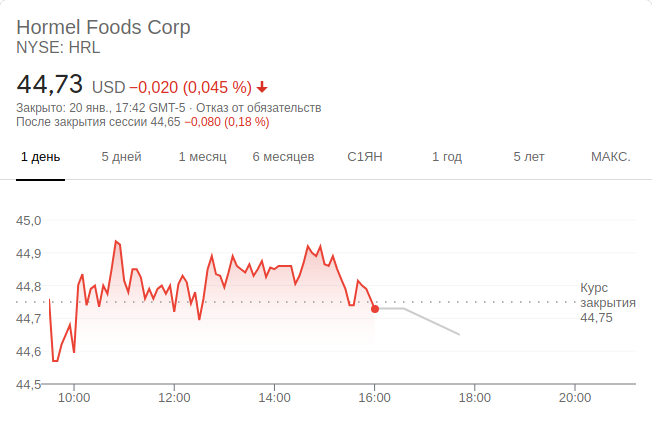 Hormel Foods Corp
NYSE: HRL
44,73 USD −0,020 (0,045 %)
Закрыто: 20 янв., 17:42 GMT-5 · Отказ от обязательств
После закрытия сессии 44,65 −0,080 (0,18 %)
1 день 5 дней 1 месяц 6 месяцев С1ЯН 1 год 5 лет МАКС.
45,0
44,9
44,8
44,7
44,6
44,5
Курс
закрытия
44,75
10:00 12:00 14:00 16:00 18:00 20:00